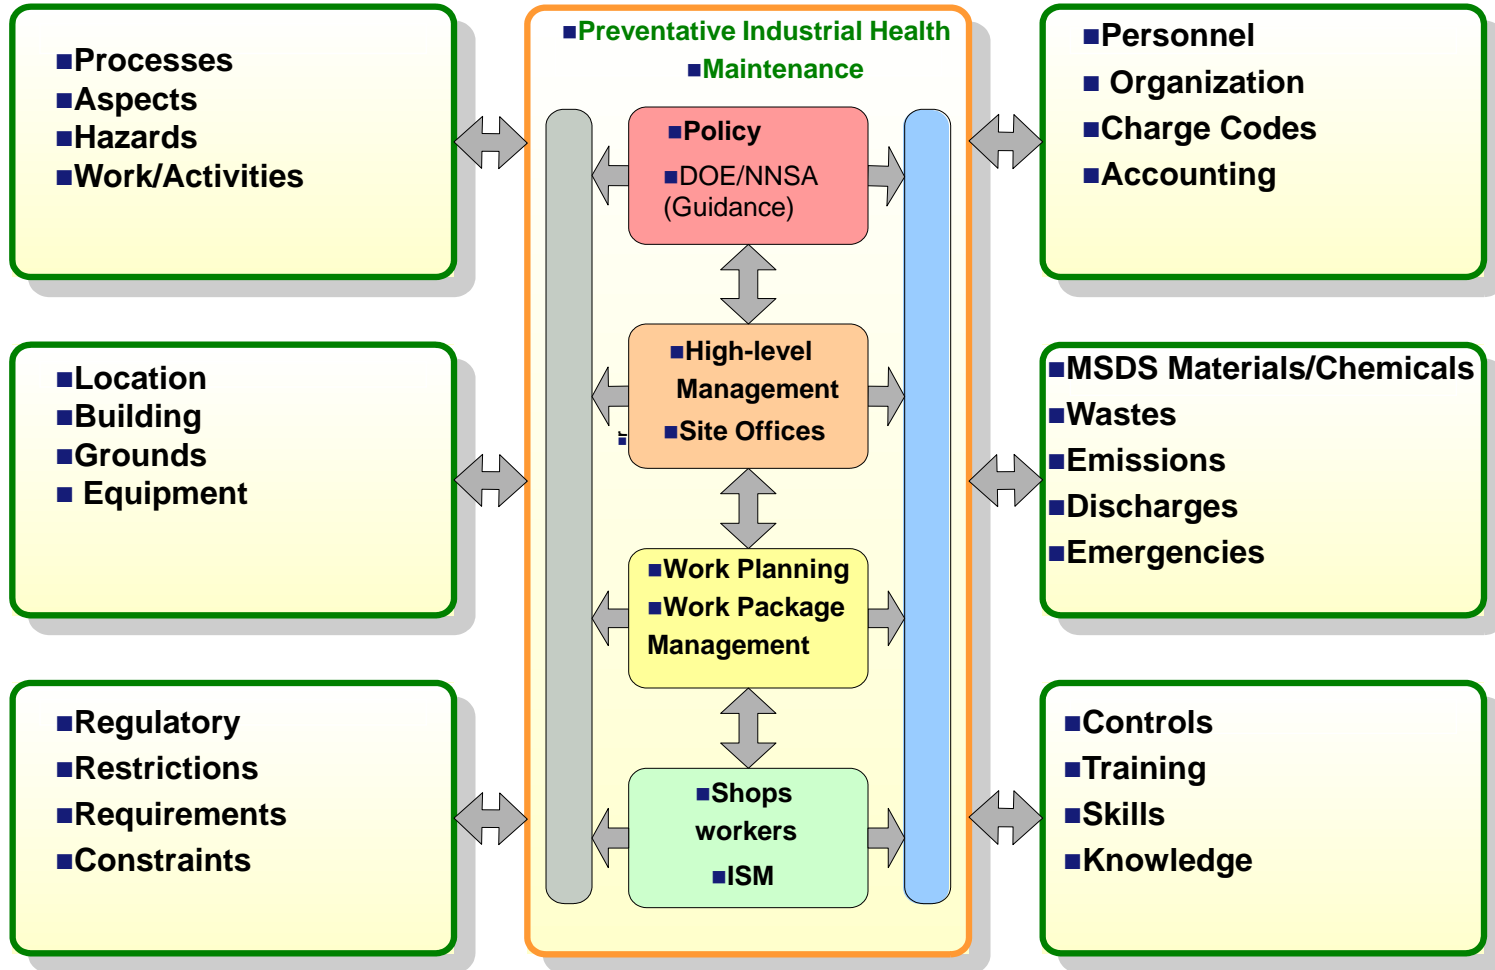 ■Processes
■Aspects
■Hazards
■Work/Activities
■Location
■Building
■Grounds
■ Equipment
■Regulatory
■Restrictions
■Requirements
■Constraints
■Preventative Industrial Health
■Maintenance
■Policy
■DOE/NNSA
(Guidance)
■High-level
Management
■Site Offices
■r
■Work Planning
■Work Package
Management
■Shops
workers
■ISM
■Personnel
■ Organization
■Charge Codes
■Accounting
■MSDS Materials/Chemicals
■Wastes
■Emissions
■Discharges
■Emergencies
■Controls
■Training
■Skills
■Knowledge